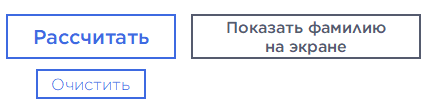 Рассчитать
Показать фамилию
на экране
Очистить